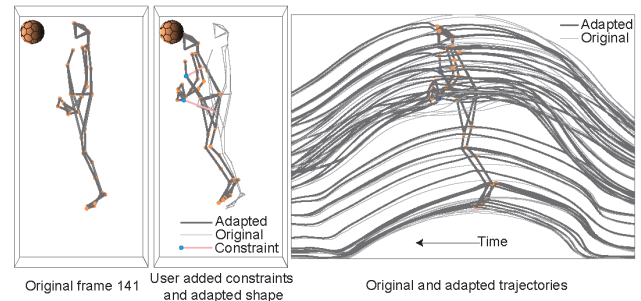 Adapted
Original
Constraint
Adapted
Original
Time
Original frame 141
User added constraints
and adapted shape
Original and adapted trajectories